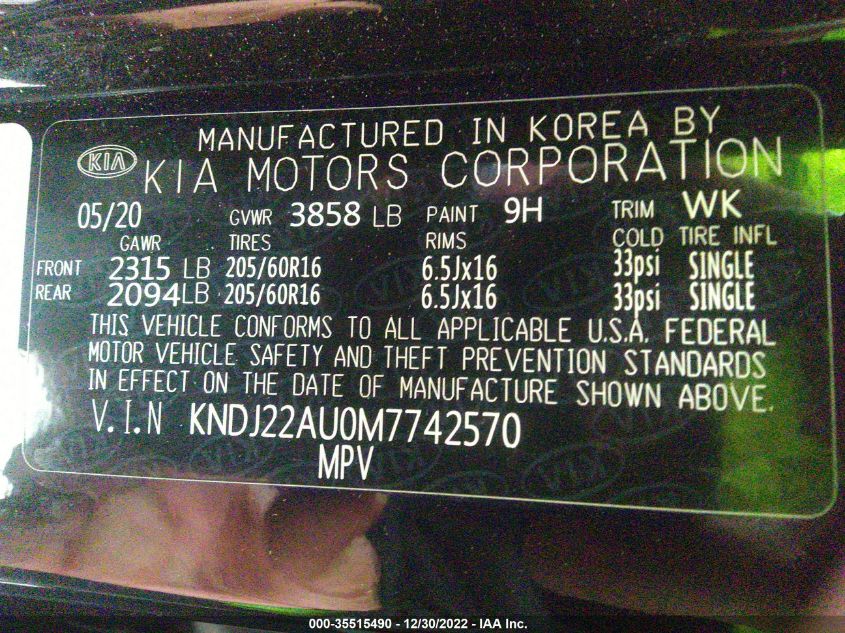 MANUFACTURED IN KOREA BY
KIA KIA MOTORS CORPORATION
05/20 GVWR 3858 LB PAINT 9H TRIM WK
GAWR TIRES RIMS COLD TIRE INFL
FRONT 2315 LB 205/60R16 6.5Jx16 33psi SINGLE
REAR 2094 LB 205/60R16 6.5Jx16 33psi SINGLE
THIS VEHICLE CONFORMS TO ALL APPLICABLE U.S.A. FEDERAL
MOTOR VEHICLE SAFETY AND THEFT PREVENTION STANDARDS
IN EFFECT ON THE DATE OF MANUFACTURE SHOWN ABOVE.
V.I.N KNDJ22AU0M7742570
MPV
000-35515490 - 12/30/2022 - IAA Inc.